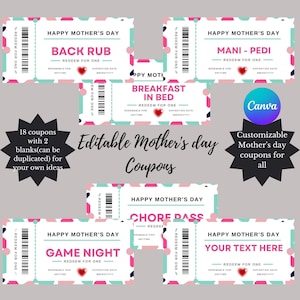 HAPPY MOTHER'S DAY
BACK RUB
REDEEM FOR ONE
HAPPY MOTHER'S DAY
MANI - PEDI
REDEEM FOR ONE
HAPPY MOTHER'S DAY
BREAKFAST
IN BED
REDEEM FOR ONE
Canva
18 coupons
with 2
blanks(can
be duplicated) for
your own ideas
Editable Mother's day
Coupons
Customizable
Mother's day
coupons for
all
HAPPY MOTHER'S DAY
CHORE PASS
HAPPY MOTHER'S DAY
GAME NIGHT
REDEEM FOR ONE
HAPPY MOTHER'S DAY
YOUR TEXT HERE
REDEEM FOR ONE